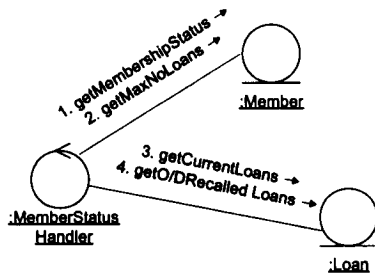 1. getMembershipStatus →
2. getMaxNoLoans →
:Member
3. getCurrentLoans →
4. getO/DRecalled Loans →
:MemberStatus
Handler
:Loan